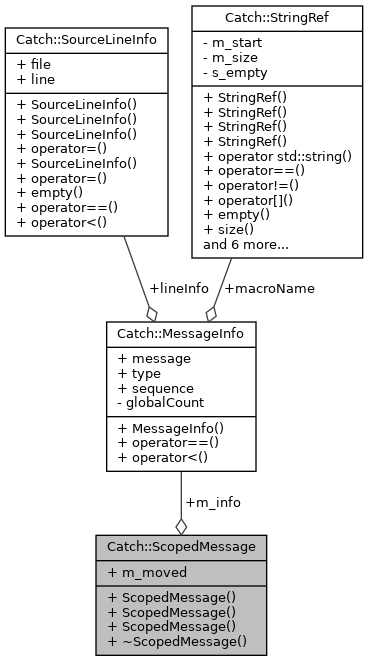 Catch::SourceLineInfo
+ file
+ line
+ SourceLineInfo()
+ SourceLineInfo()
+ SourceLineInfo()
+ operator=()
+ SourceLineInfo()
+ operator=()
+ empty()
+ operator==()
+ operator<()
Catch::StringRef
- m_start
- m_size
- s_empty
+ StringRef()
+ StringRef()
+ StringRef()
+ StringRef()
+ operator std::string()
+ operator==()
+ operator!=()
+ operator[]()
+ empty()
+ size()
and 6 more...
+lineInfo
+macroName
Catch::MessageInfo
+ message
+ type
+ sequence
- globalCount
+ MessageInfo()
+ operator==()
+ operator<()
+m_info
Catch::ScopedMessage
+ m_moved
+ ScopedMessage()
+ ScopedMessage()
+ ScopedMessage()
+ ~ScopedMessage()